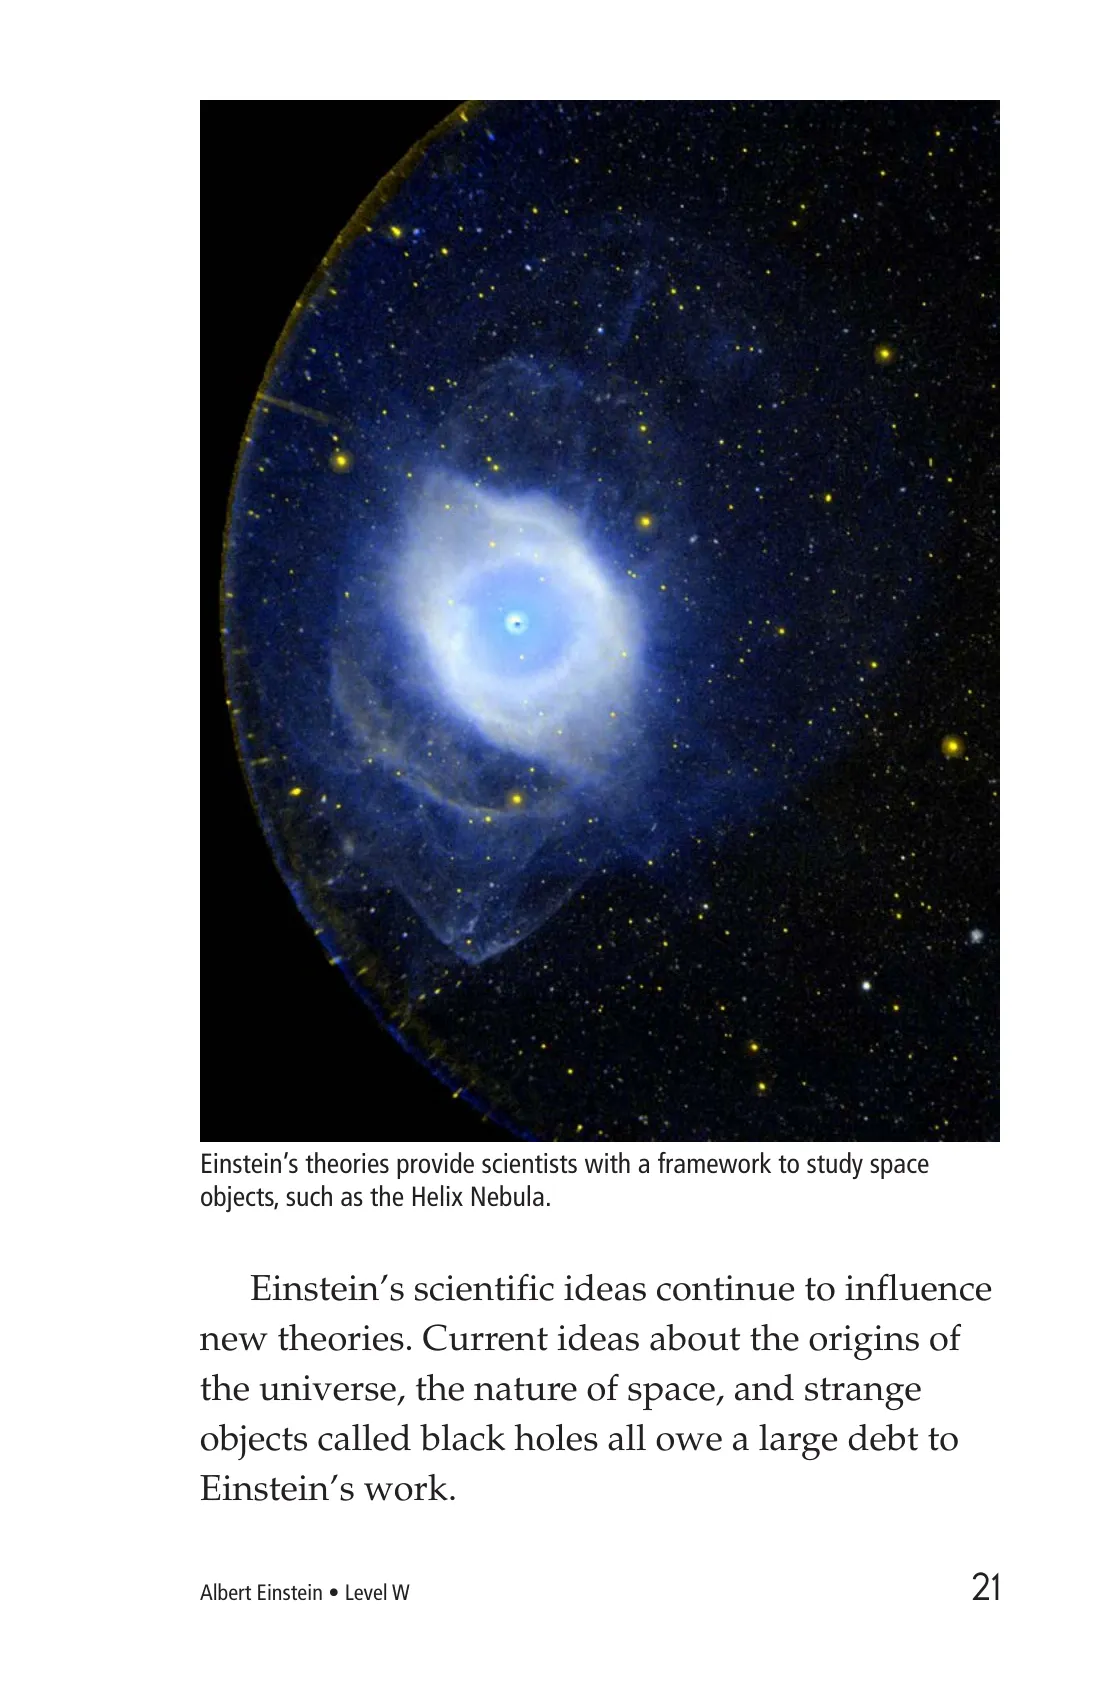 Einstein’s theories provide scientists with a framework to study space
objects, such as the Helix Nebula.
Einstein’s scientific ideas continue to influence
new theories. Current ideas about the origins of
the universe, the nature of space, and strange
objects called black holes all owe a large debt to
Einstein’s work.
Albert Einstein • Level W
21